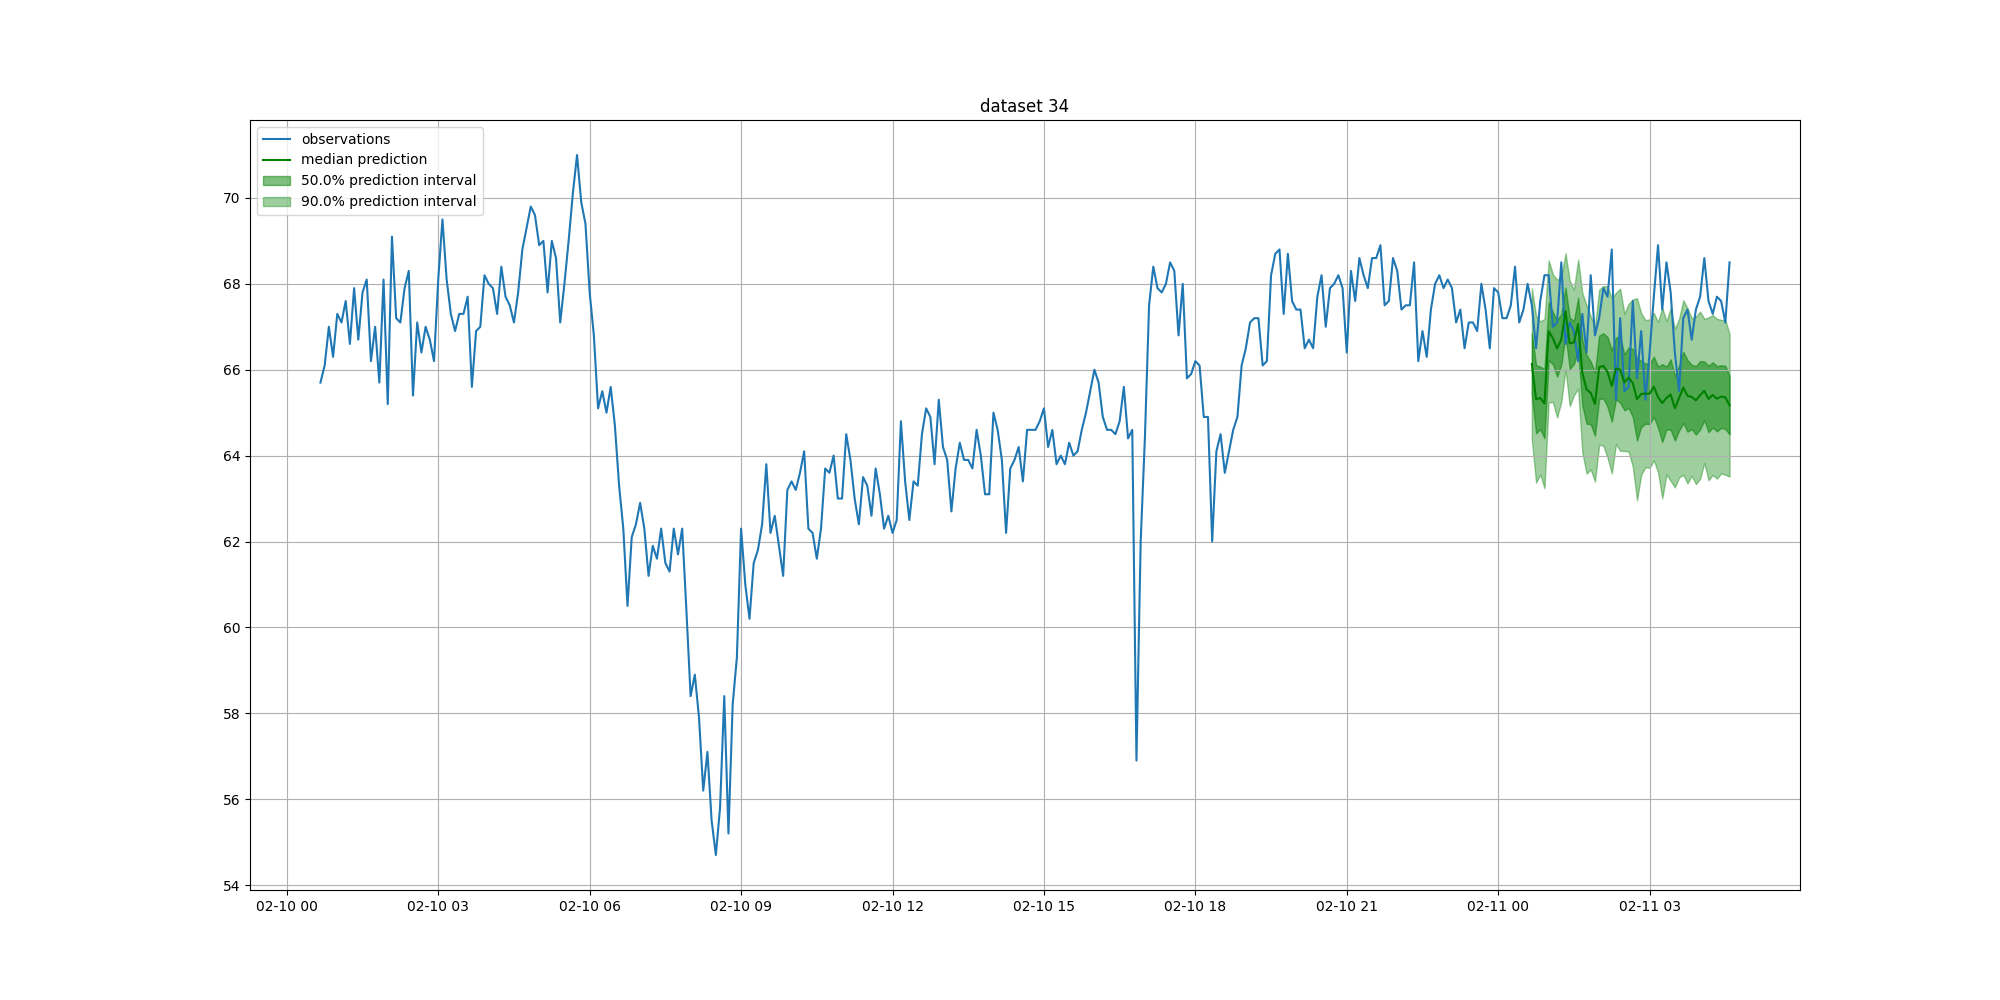 dataset 34
observations
median prediction
50.0% prediction interval
90.0% prediction interval
70
68
66
64
62
60
58
56
54
02-10 00 02-10 03 02-10 06 02-10 09 02-10 12 02-10 15 02-10 18 02-10 21 02-11 00 02-11 03